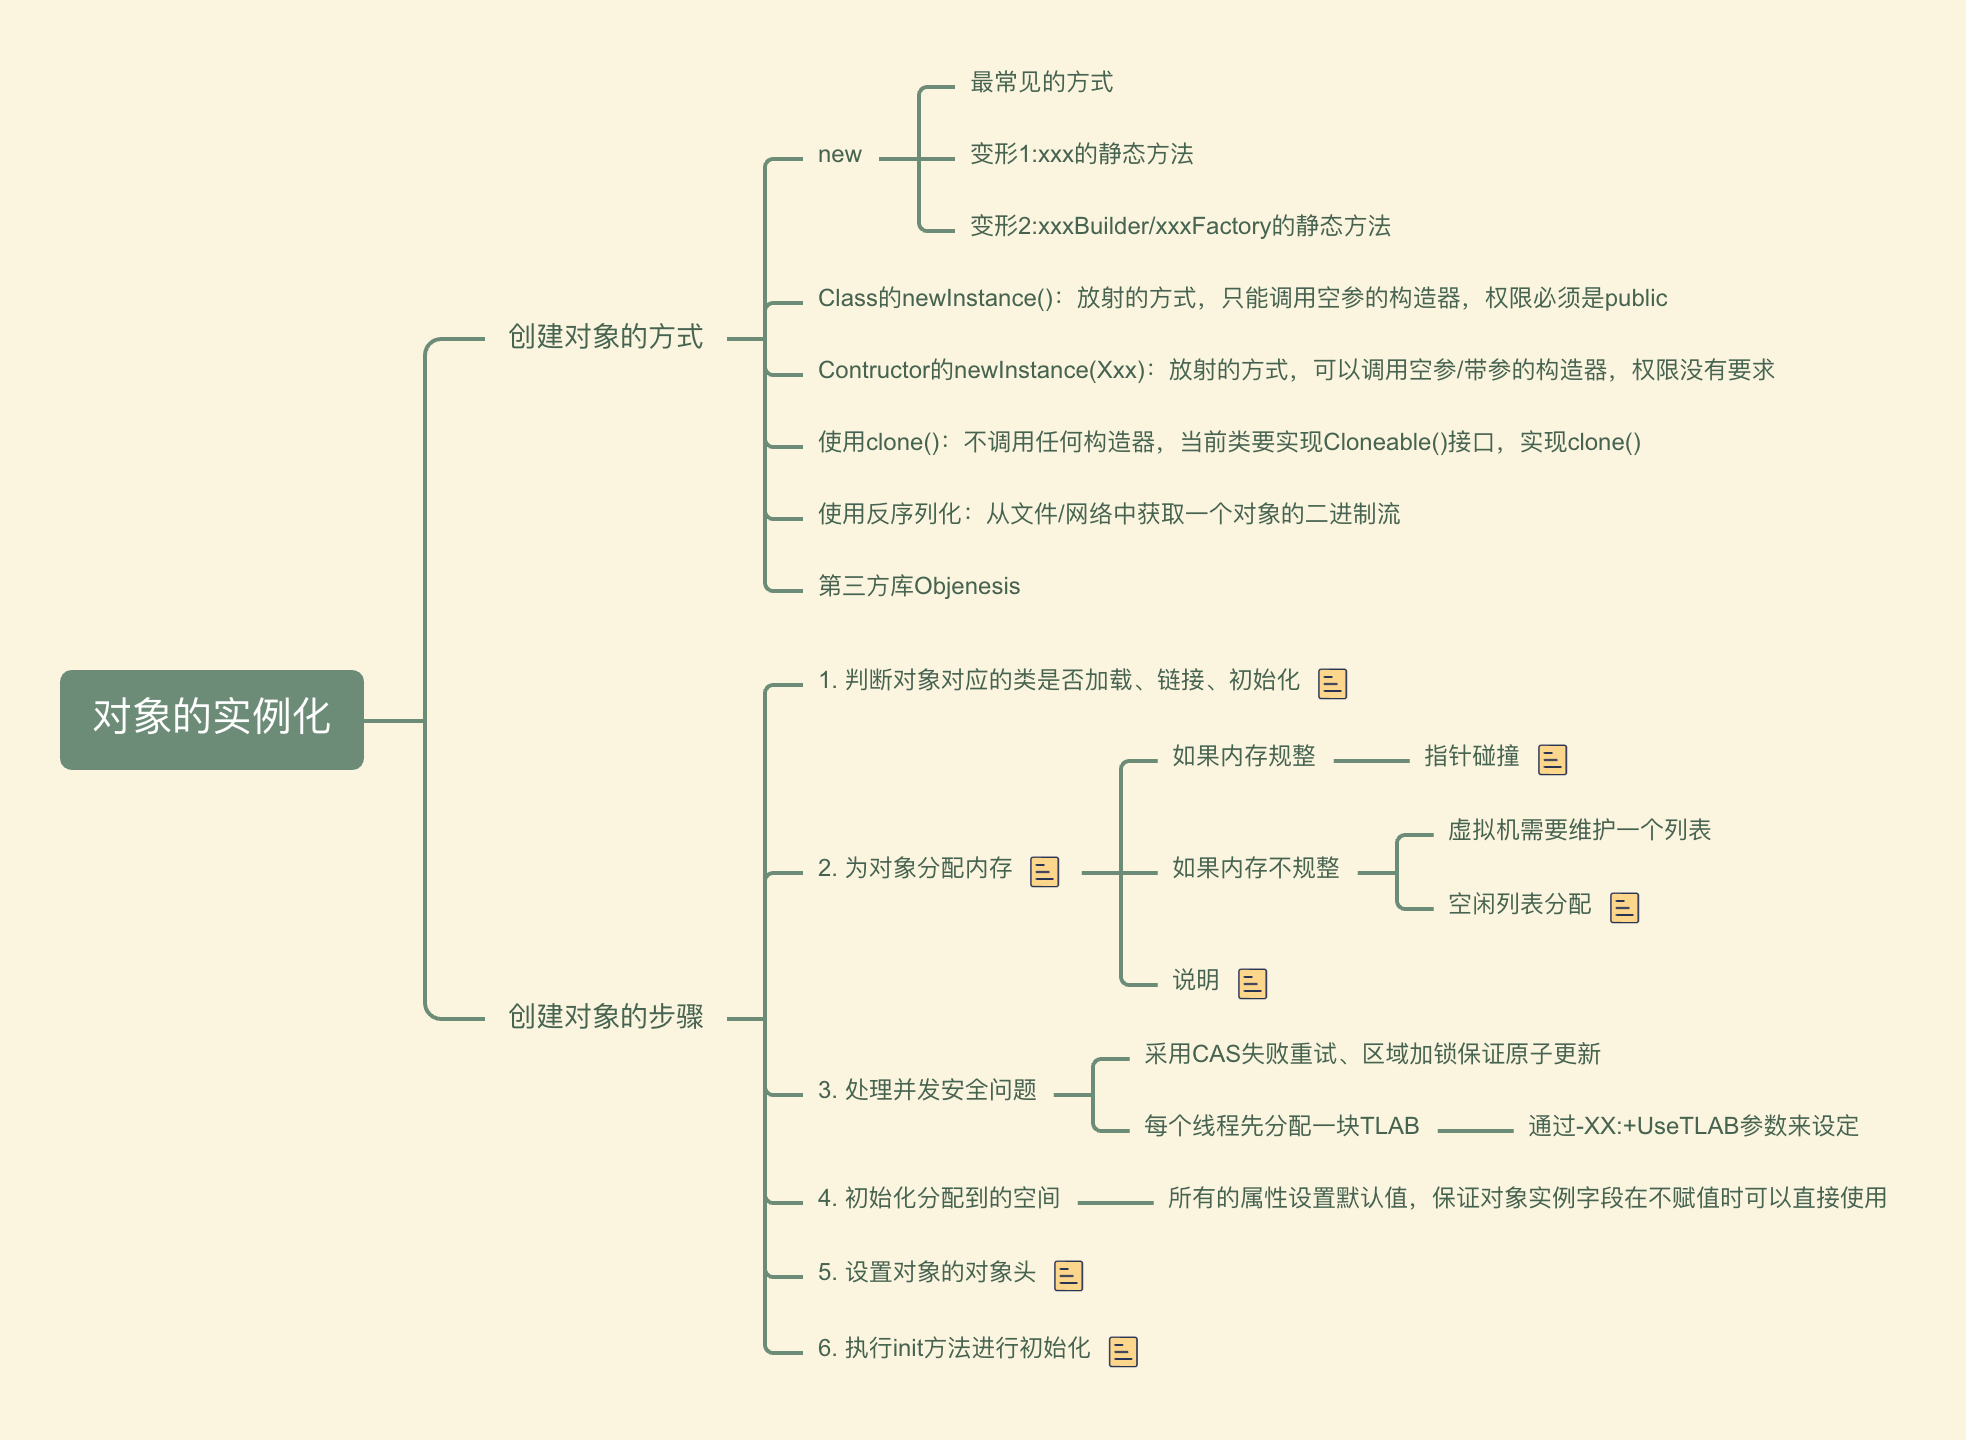 对象的实例化
创建对象的方式
new
最常见的方式
变形1:xxx的静态方法
变形2:xxxBuilder/xxxFactory的静态方法
Class的newInstance()：放射的方式，只能调用空参的构造器，权限必须是public
Contructor的newInstance(Xxx)：放射的方式，可以调用空参/带参的构造器，权限没有要求
使用clone()：不调用任何构造器，当前类要实现Cloneable()接口，实现clone()
使用反序列化：从文件/网络中获取一个对象的二进制流
第三方库Objenesis
创建对象的步骤
1. 判断对象对应的类是否加载、链接、初始化
2. 为对象分配内存
如果内存规整
指针碰撞
如果内存不规整
虚拟机需要维护一个列表
空闲列表分配
说明
3. 处理并发安全问题
采用CAS失败重试、区域加锁保证原子更新
每个线程先分配一块TLAB
通过-XX:+UseTLAB参数来设定
4. 初始化分配到的空间
所有的属性设置默认值，保证对象实例字段在不赋值时可以直接使用
5. 设置对象的对象头
6. 执行init方法进行初始化